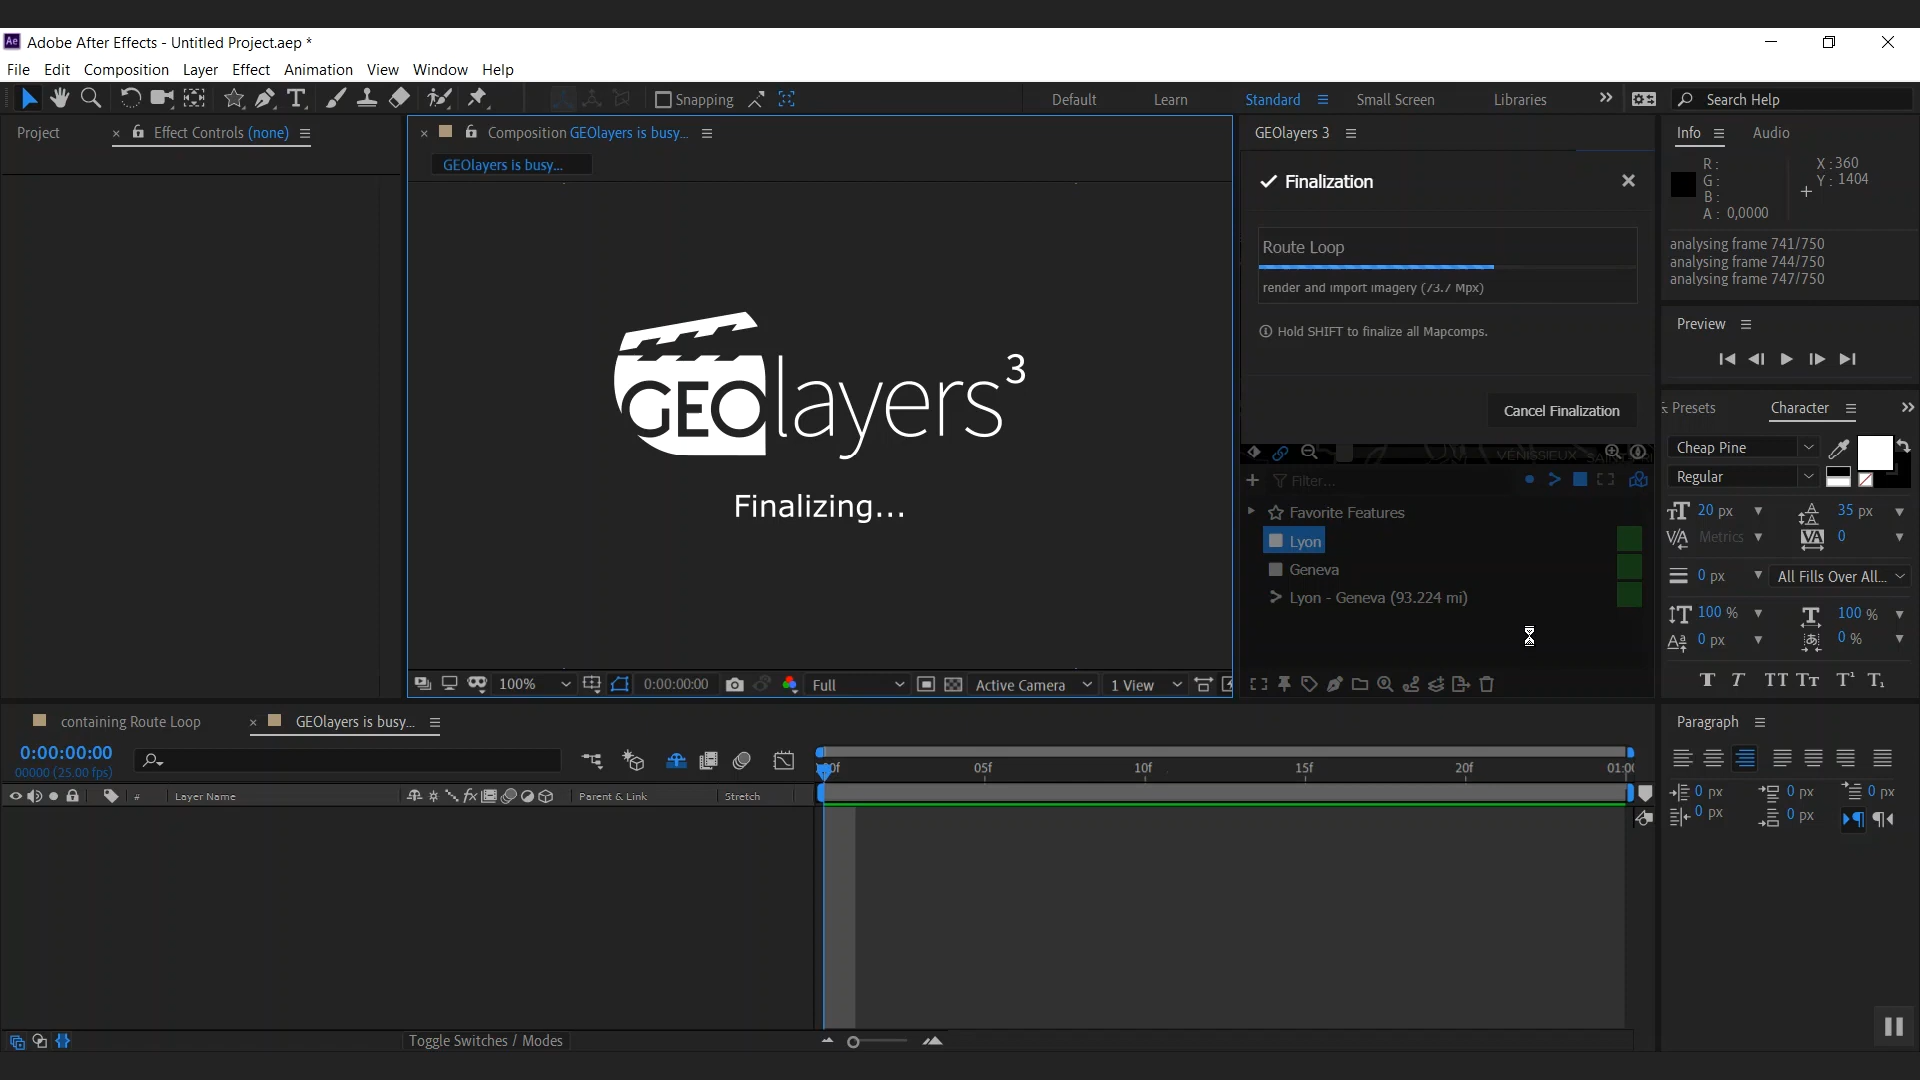 Ae Adobe After Effects - Untitled Project.aep *
File Edit Composition Layer Effect Animation View Window Help
Snapping Default Learn Standard Small Screen Libraries Search Help
Project Effect Controls (none)
Composition GEOlayers is busy...
GEOlayers is busy...
GEOlayers 3
Finalization
Route Loop
render and import imagery (73.7 Mpx)
Hold SHIFT to finalize all Mapcomps.
Cancel Finalization
GEOlayers3
Finalizing...
VÉNISSIEUX
Filter...
Favorite Features
Lyon
Geneva
Lyon - Geneva (93.224 mi)
100% 0:00:00:00 Full Active Camera 1 View
Info Audio
R :
G :
B :
A : 0,0000
X : 360
Y : 1404
analysing frame 741/750
analysing frame 744/750
analysing frame 747/750
Preview
Presets Character
Cheap Pine
Regular
20 px 35 px
Metrics 0
0 px All Fills Over All...
100 % 100 %
0 px 0 %
T T TT Tt T¹ T₁
Paragraph
0 px 0 px 0 px
0 px 0 px
containing Route Loop GEOlayers is busy...
0:00:00:00
00000 (25.00 fps)
# Layer Name Parent & Link Stretch
05f 10f 15f 20f
Toggle Switches / Modes